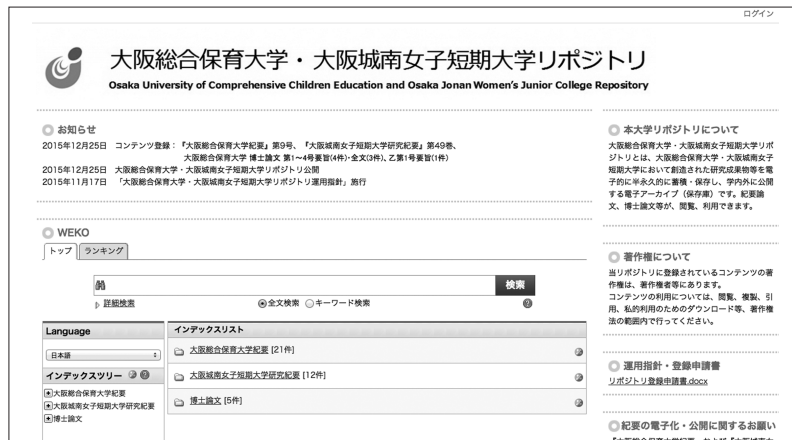 ログイン
大阪総合保育大学・大阪城南女子短期大学リポジトリ
Osaka University of Comprehensive Children Education and Osaka Jonan Women's Junior College Repository
お知らせ
2015年12月25日 コンテンツ登録:『大阪総合保育大学紀要』第9号、『大阪城南女子短期大学研究紀要』第49巻、
大阪総合保育大学 博士論文 第1〜4号要旨(4件)･全文(3件)、乙第1号要旨(1件)
2015年12月25日 大阪総合保育大学・大阪城南女子短期大学リポジトリ公開
2015年11月17日 「大阪総合保育大学・大阪城南女子短期大学リポジトリ運用指針」施行
WEKO
トップ ランキング
検索
詳細検索 全文検索 キーワード検索
Language
日本語
インデックスツリー
大阪総合保育大学紀要
大阪城南女子短期大学研究紀要
博士論文
インデックスリスト
大阪総合保育大学紀要 [21件]
大阪城南女子短期大学研究紀要 [12件]
博士論文 [5件]
本大学リポジトリについて
大阪総合保育大学・大阪城南女子短期大学リポ
ジトリとは、大阪総合保育大学・大阪城南女子
短期大学において創造された研究成果物等を電
子的に半永久的に蓄積・保存し、学内外に公開
する電子アーカイブ（保存庫）です。紀要論
文、博士論文等が、閲覧、利用できます。
著作権について
当リポジトリに登録されているコンテンツの著
作権は、著作権者等にあります。
コンテンツの利用については、閲覧、複製、引
用、私的利用のためのダウンロード等、著作権
法の範囲内で行ってください。
運用指針・登録申請書
リポジトリ登録申請書.docx
紀要の電子化・公開に関するお願い